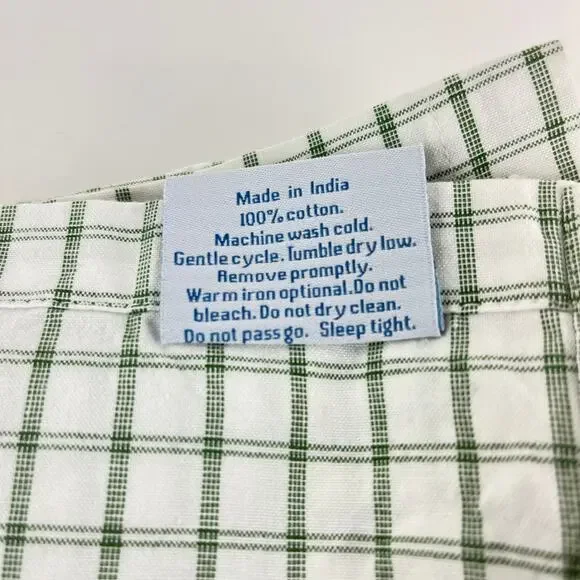 Made in India
100% cotton.
Machine wash cold.
Gentle cycle. Tumble dry low.
Remove promptly.
Warm iron optional.Do not
bleach. Do not dry clean.
Do not pass go. Sleep tight.